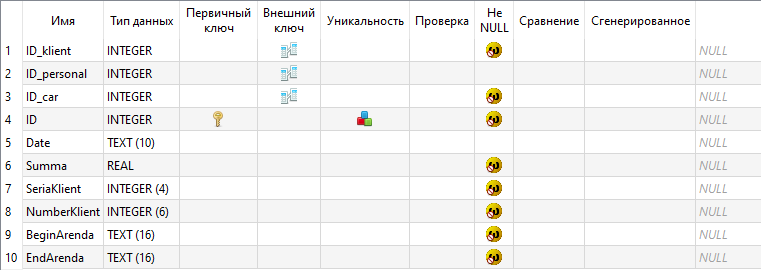 Имя Тип данных Первичный ключ Внешний ключ Уникальность Проверка Не NULL Сравнение Сгенерированное
1 ID_klient INTEGER NULL
2 ID_personal INTEGER NULL
3 ID_car INTEGER NULL
4 ID INTEGER NULL
5 Date TEXT (10) NULL
6 Summa REAL NULL
7 SeriaKlient INTEGER (4) NULL
8 NumberKlient INTEGER (6) NULL
9 BeginArenda TEXT (16) NULL
10 EndArenda TEXT (16) NULL